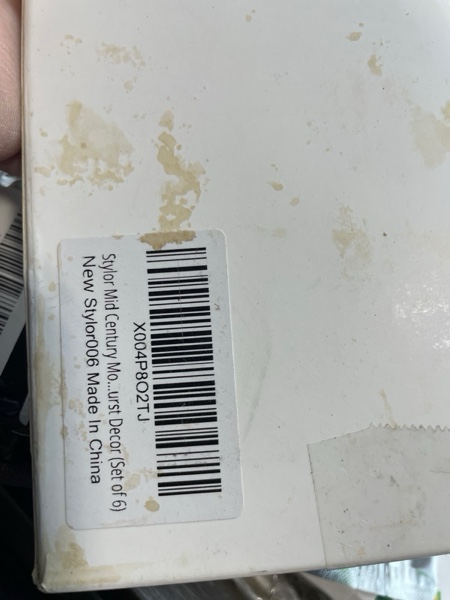 X004P8O2TJ
Stylor Mid Century Mo...urst Decor (Set of 6)
New Stylor006 Made In China